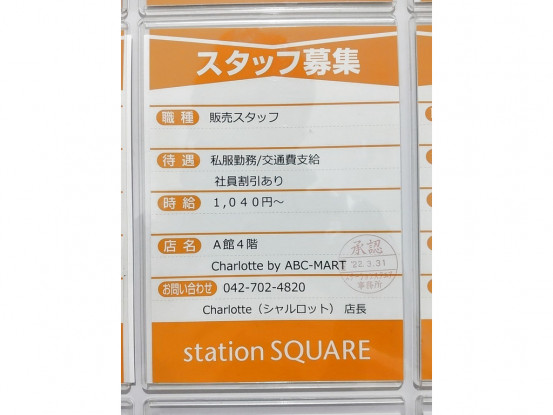 スタッフ募集
職種 販売スタッフ
待遇 私服勤務/交通費支給
社員割引あり
時給 1,040円～
店名 A館4階
Charlotte by ABC-MART
承認
'22.3.31
事務所
お問い合わせ 042-702-4820
Charlotte（シャルロット） 店長
station SQUARE